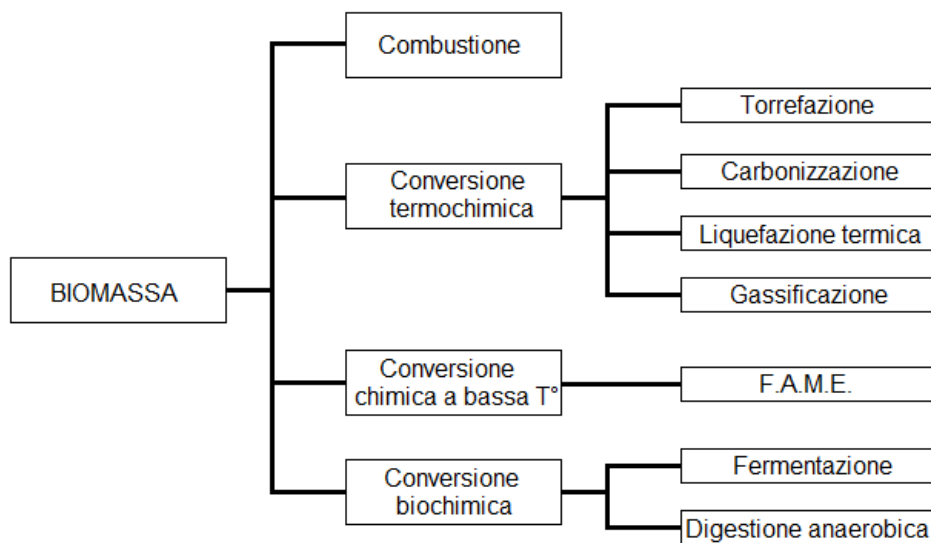 Combustione
Torrefazione
Carbonizzazione
Conversione
termochimica
Liquefazione termica
Gassificazione
BIOMASSA
Conversione
chimica a bassa T°
F.A.M.E.
Fermentazione
Conversione
biochimica
Digestione anaerobica